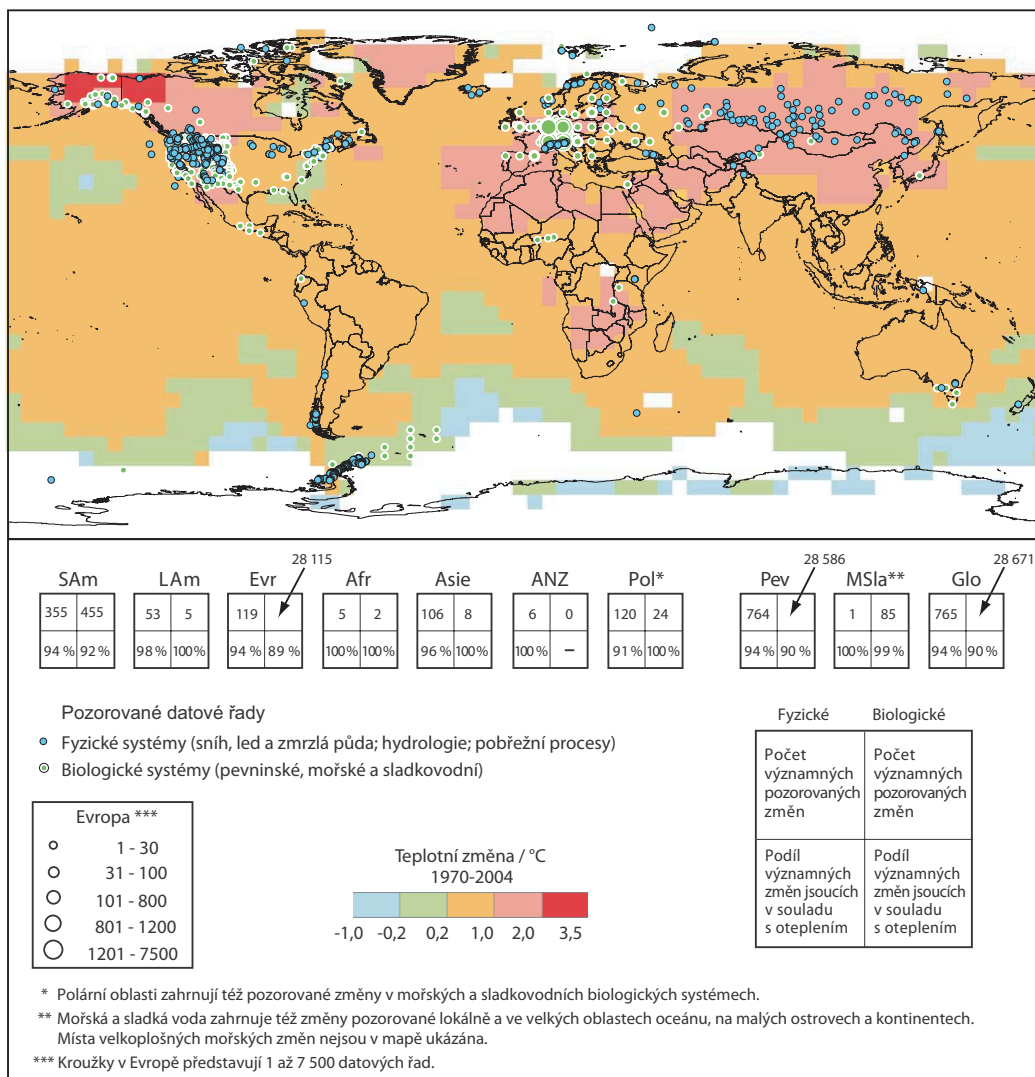 28 115
28 586
28 671
SAm LAm Evr Afr Asie ANZ Pol* Pev MSla** Glo
355 455 53 5 119 5 2 106 8 6 0 120 24 764 1 85 765
94 % 92 % 98 % 100% 94 % 89 % 100% 100% 96 % 100% 100% – 91 % 100% 94 % 90 % 100% 99% 94 % 90 %
Pozorované datové řady
Fyzické systémy (sníh, led a zmrzlá půda; hydrologie; pobřežní procesy)
Biologické systémy (pevninské, mořské a sladkovodní)
Fyzické Biologické
Počet
významných
pozorovaných
změn
Počet
významných
pozorovaných
změn
Podíl
významných
změn jsoucích
v souladu
s oteplením
Podíl
významných
změn jsoucích
v souladu
s oteplením
Evropa ***
1 - 30
31 - 100
101 - 800
801 - 1200
1201 - 7500
Teplotní změna / °C
1970-2004
-1,0 -0,2 0,2 1,0 2,0 3,5
* Polární oblasti zahrnují též pozorované změny v mořských a sladkovodních biologických systémech.
** Mořská a sladká voda zahrnuje též změny pozorované lokálně a ve velkých oblastech oceánu, na malých ostrovech a kontinentech.
Místa velkoplošných mořských změn nejsou v mapě ukázána.
*** Kroužky v Evropě představují 1 až 7 500 datových řad.